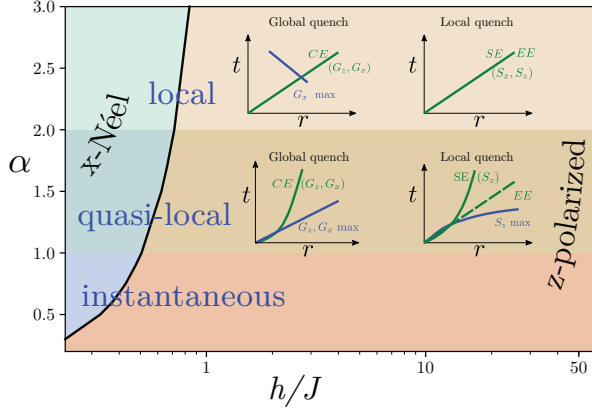 3.0
2.5
2.0
1.5
1.0
0.5
α
1
10
50
h/J
x-Néel
local
quasi-local
instantaneous
z-polarized
Global quench
t
CE
(G_z, G_x)
G_x max
r
Local quench
t
SE EE
(S_x, S_z)
r
Global quench
t
CE (G_z, G_x)
G_z, G_x max
r
Local quench
t
SE (S_z)
EE
S_z max
r